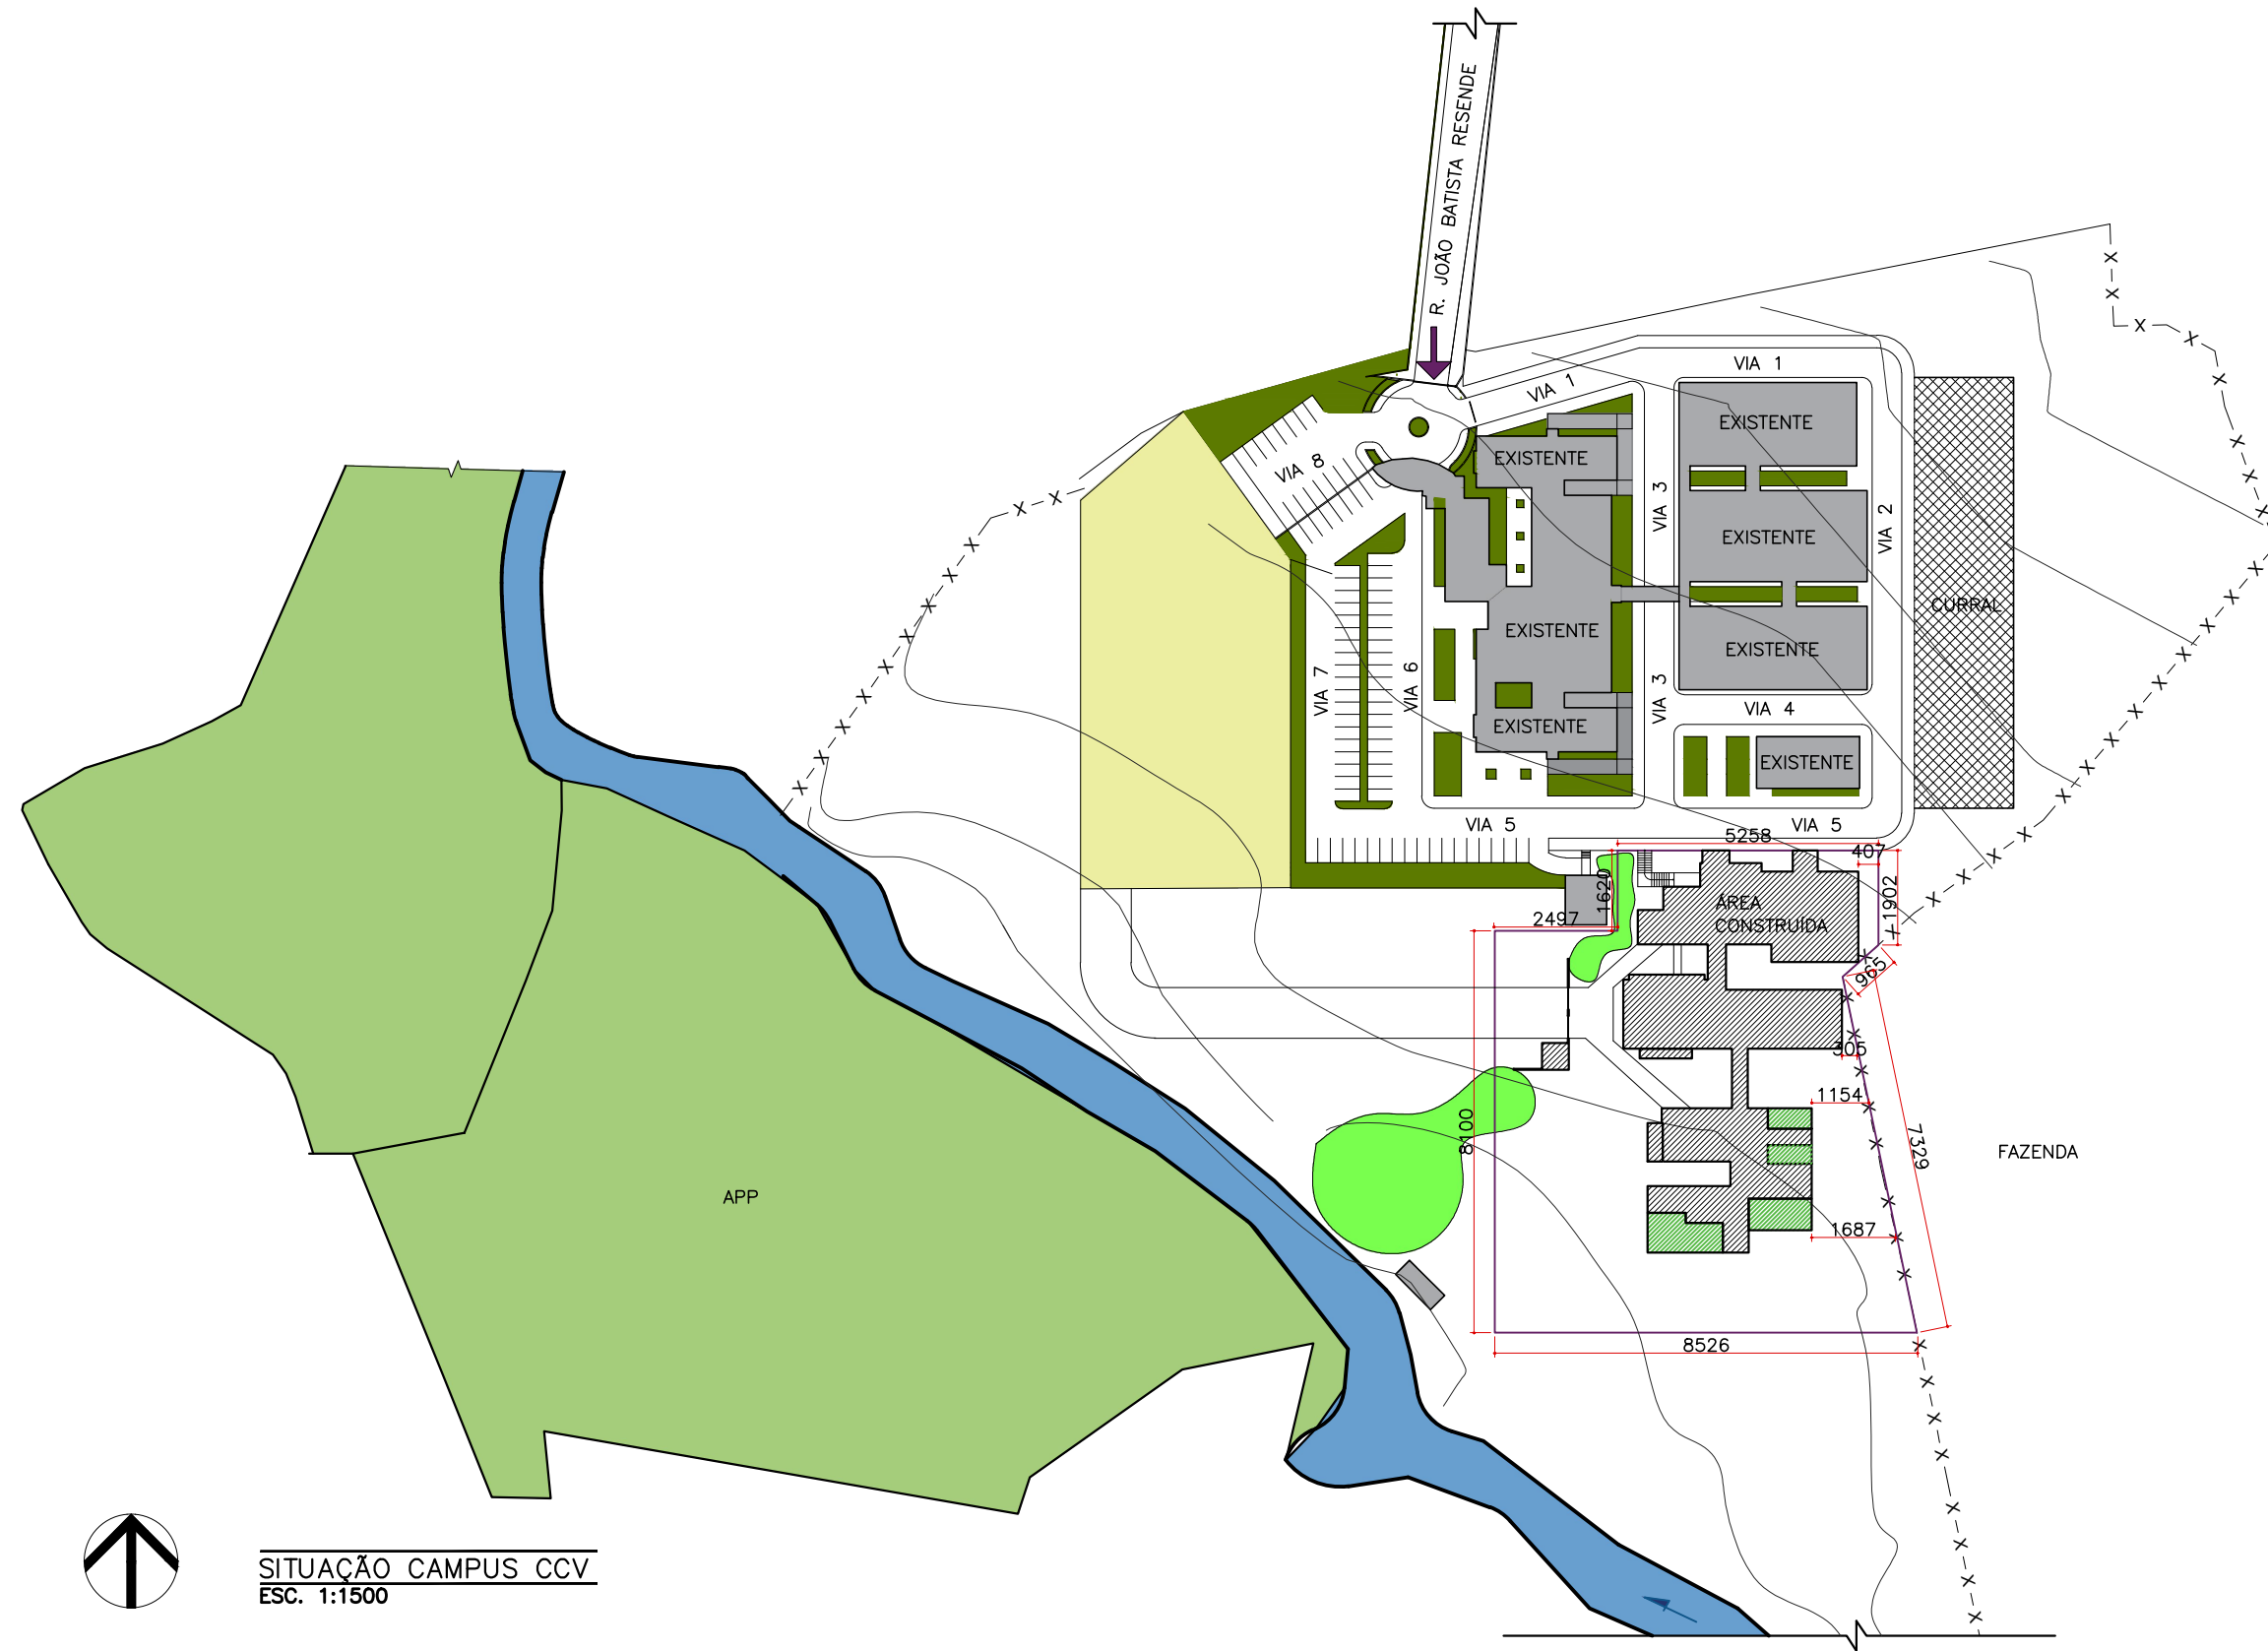 R. JOÃO BATISTA RESENDE
VIA 1
VIA 1
EXISTENTE
EXISTENTE
VIA 8
VIA 3
EXISTENTE
VIA 2
CURRAL
EXISTENTE
EXISTENTE
VIA 7
VIA 6
VIA 3
VIA 4
EXISTENTE
EXISTENTE
VIA 5
VIA 5
5258
407
1620
1902
ÁREA
CONSTRUÍDA
2497
965
305
1154
8100
7329
FAZENDA
APP
1687
8526
SITUAÇÃO CAMPUS CCV
ESC. 1:1500